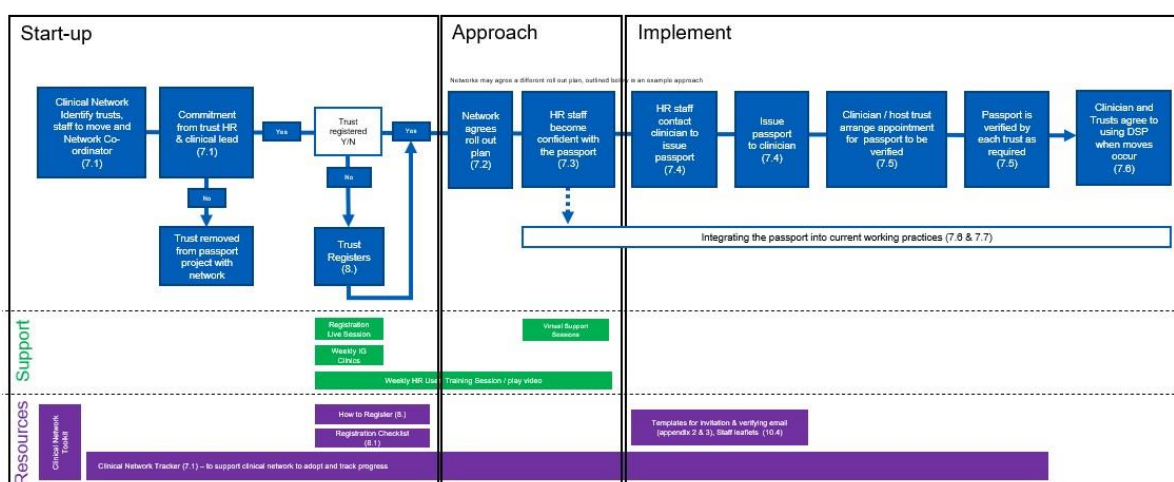 Start-up
Approach
Implement
Networks may agree a different roll out plan, outlined below is an example approach
Clinical Network
Identify trusts,
staff to move and
Network Co-
ordinator
(7.1)
Commitment
from trust HR
& clinical lead
(7.1)
Yes
Trust
registered
Y/N
Yes
Network
agrees
roll out
plan
(7.2)
HR staff
become
confident with
the passport
(7.3)
HR staff
contact
clinician to
issue
passport
(7.4)
Issue
passport
to clinician
(7.4)
Clinician / host trust
arrange appointment
for passport to be
verified
(7.5)
Passport is
verified by
each trust as
required
(7.5)
Clinician and
Trusts agree to
using DSP
when moves
occur
(7.6)
No
No
Trust removed
from passport
project with
network
Trust
Registers
(8.)
Integrating the passport into current working practices (7.6 & 7.7)
Support
Registration
Live Session
Virtual Support
Sessions
Weekly IG
Clinics
Weekly HR User Training Session / play video
Resources
Clinical Network
Toolkit
How to Register (8.)
Registration Checklist
(8.1)
Templates for invitation & verifying email
(appendix 2 & 3), Staff leaflets (10.4)
Clinical Network Tracker (7.1) – to support clinical network to adopt and track progress